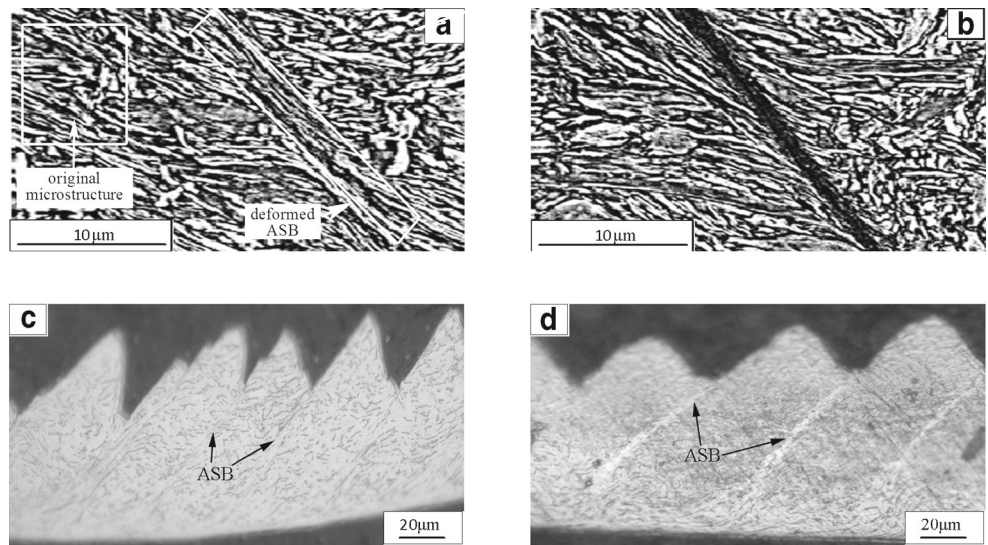 a
original
microstructure
deformed
ASB
10μm
b
10μm
c
ASB
20μm
d
ASB
20μm